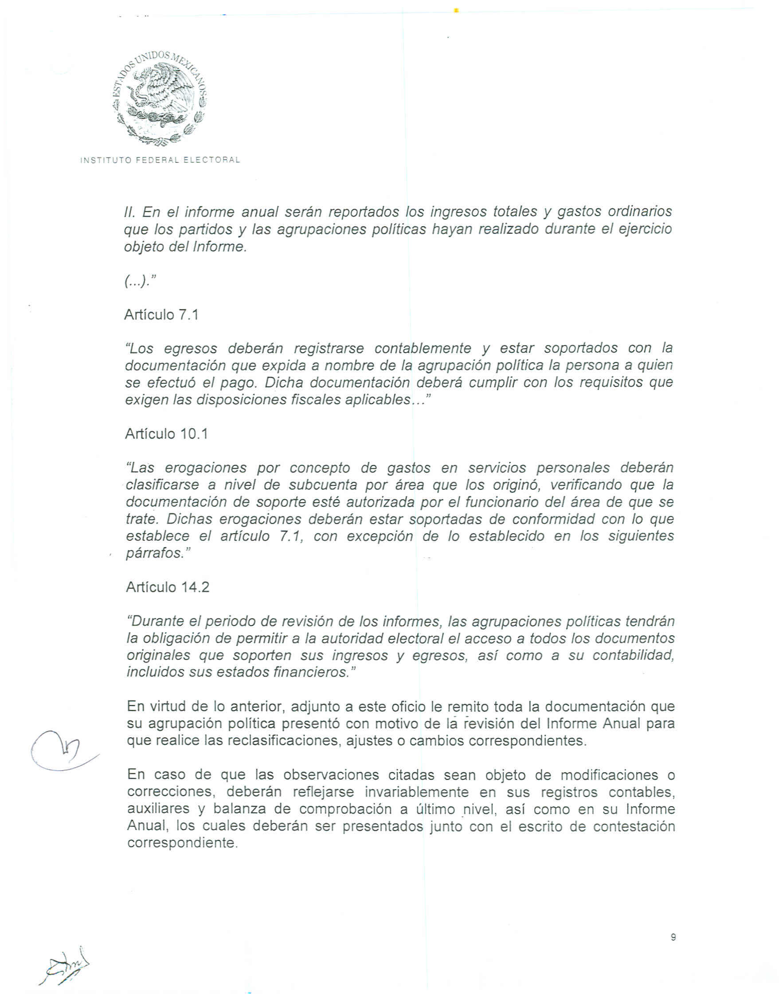 ESTADOS UNIDOS MEXICANOS
INSTITUTO FEDERAL ELECTORAL
II. En el informe anual serán reportados los ingresos totales y gastos ordinarios
que los partidos y las agrupaciones políticas hayan realizado durante el ejercicio
objeto del Informe.
(...)."
Artículo 7.1
“Los egresos deberán registrarse contablemente y estar soportados con la
documentación que expida a nombre de la agrupación política la persona a quien
se efectuó el pago. Dicha documentación deberá cumplir con los requisitos que
exigen las disposiciones fiscales aplicables...”
Artículo 10.1
“Las erogaciones por concepto de gastos en servicios personales deberán
clasificarse a nivel de subcuenta por área que los originó, verificando que la
documentación de soporte esté autorizada por el funcionario del área de que se
trate. Dichas erogaciones deberán estar soportadas de conformidad con lo que
establece el artículo 7.1, con excepción de lo establecido en los siguientes
párrafos.”
Artículo 14.2
“Durante el periodo de revisión de los informes, las agrupaciones políticas tendrán
la obligación de permitir a la autoridad electoral el acceso a todos los documentos
originales que soporten sus ingresos y egresos, así como a su contabilidad,
incluidos sus estados financieros.”
En virtud de lo anterior, adjunto a este oficio le remito toda la documentación que
su agrupación política presentó con motivo de la revisión del Informe Anual para
que realice las reclasificaciones, ajustes o cambios correspondientes.
En caso de que las observaciones citadas sean objeto de modificaciones o
correcciones, deberán reflejarse invariablemente en sus registros contables,
auxiliares y balanza de comprobación a último nivel, así como en su Informe
Anual, los cuales deberán ser presentados junto con el escrito de contestación
correspondiente.
9